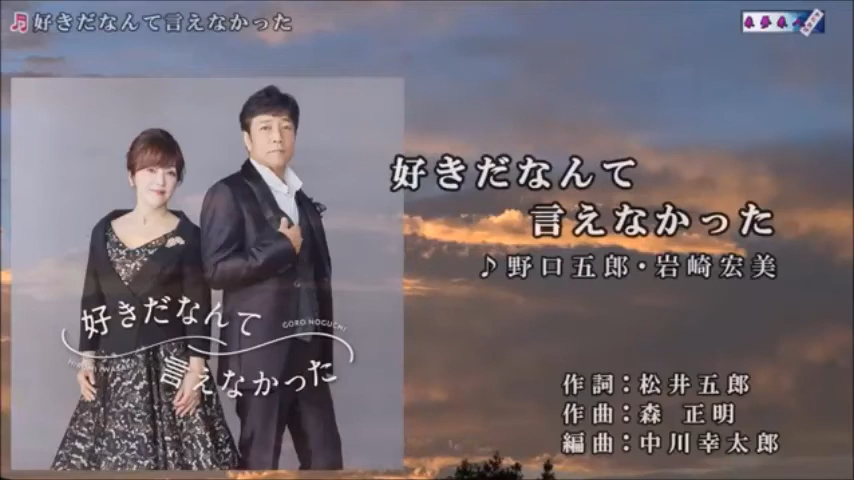 好きだなんて言えなかった
好きだなんて
言えなかった
♪野口五郎・岩崎宏美
好きだなんて
GORO NOGUCHI
HIROMI IWASAKI
言えなかった
作詞：松井五郎
作曲：森 正明
編曲：中川幸太郎